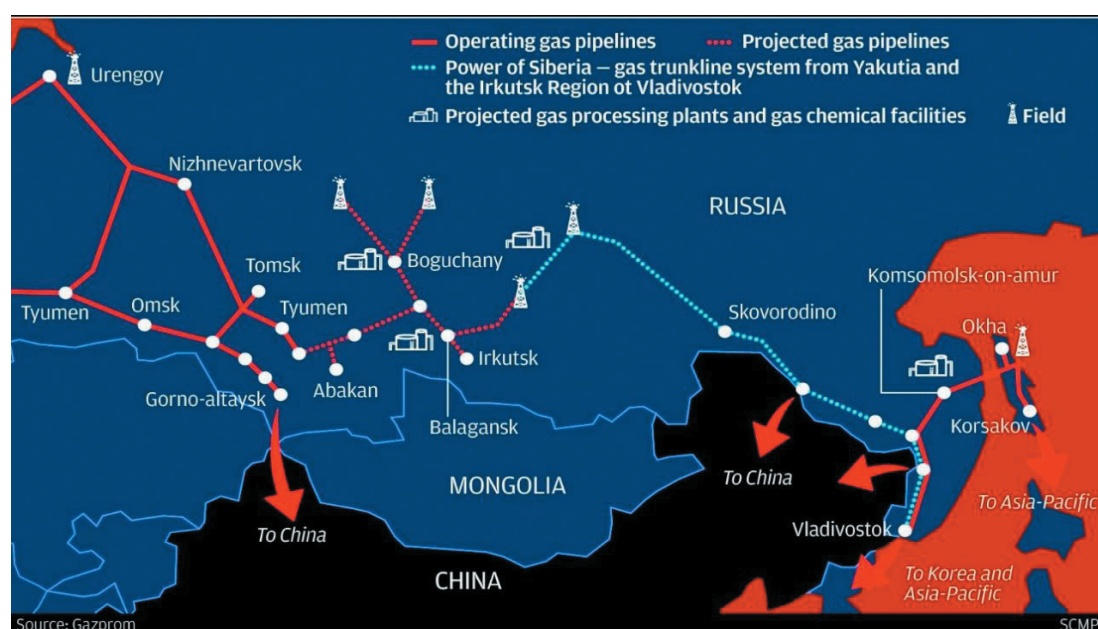 Operating gas pipelines
Projected gas pipelines
Power of Siberia – gas trunkline system from Yakutia and
the Irkutsk Region ot Vladivostok
Projected gas processing plants and gas chemical facilities
Field
Urengoy
Nizhnevartovsk
RUSSIA
Tomsk
Boguchany
Komsomolsk-on-amur
Tyumen
Omsk
Tyumen
Skovorodino
Okha
Irkutsk
Abakan
Gorno-altaysk
Korsakov
Balagansk
To China
MONGOLIA
To Asia-Pacific
To China
Vladivostok
CHINA
To Korea and
Asia-Pacific
Source: Gazprom
SCMP